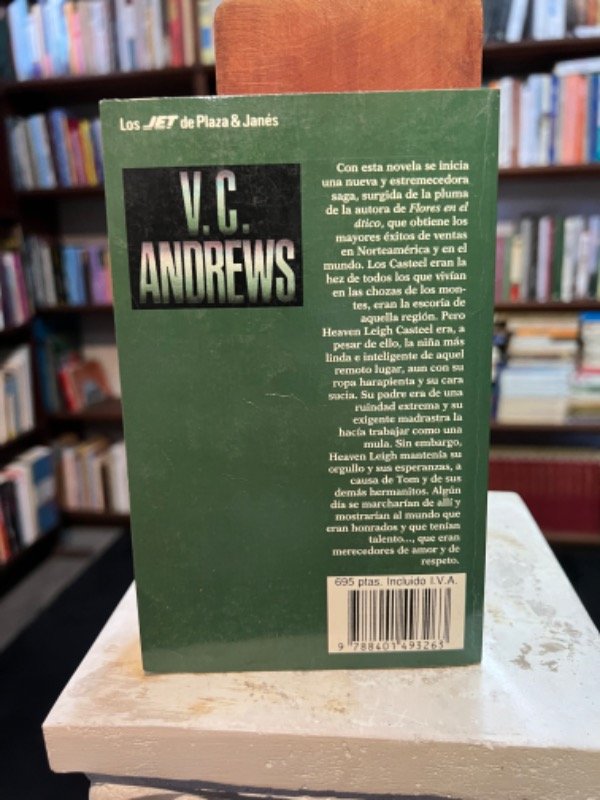 Los JET de Plaza & Janés
V. C.
ANDREWS
Con esta novela se inicia
una nueva y estremecedora
saga, surgida de la pluma
de la autora de Flores en el
ático, que obtiene los
mayores éxitos de ventas
en Norteamérica y en el
mundo. Los Casteel eran la
hez de todos los que vivían
en las chozas de los mon-
tes, eran la escoria de
aquella región. Pero
Heaven Leigh Casteel era, a
pesar de ello, la niña más
linda e inteligente de aquel
remoto lugar, aun con su
ropa harapienta y su cara
sucia. Su padre era de una
ruindad extrema y su
exigente madrastra la
hacía trabajar como una
mula. Sin embargo,
Heaven Leigh mantenía su
orgullo y sus esperanzas, a
causa de Tom y de sus
demás hermanitos. Algún
día se marcharían de allí y
mostrarían al mundo que
eran honrados y que tenían
talento..., que eran
merecedores de amor y de
respeto.
695 ptas. Incluido I.V.A.
9 788401 493263